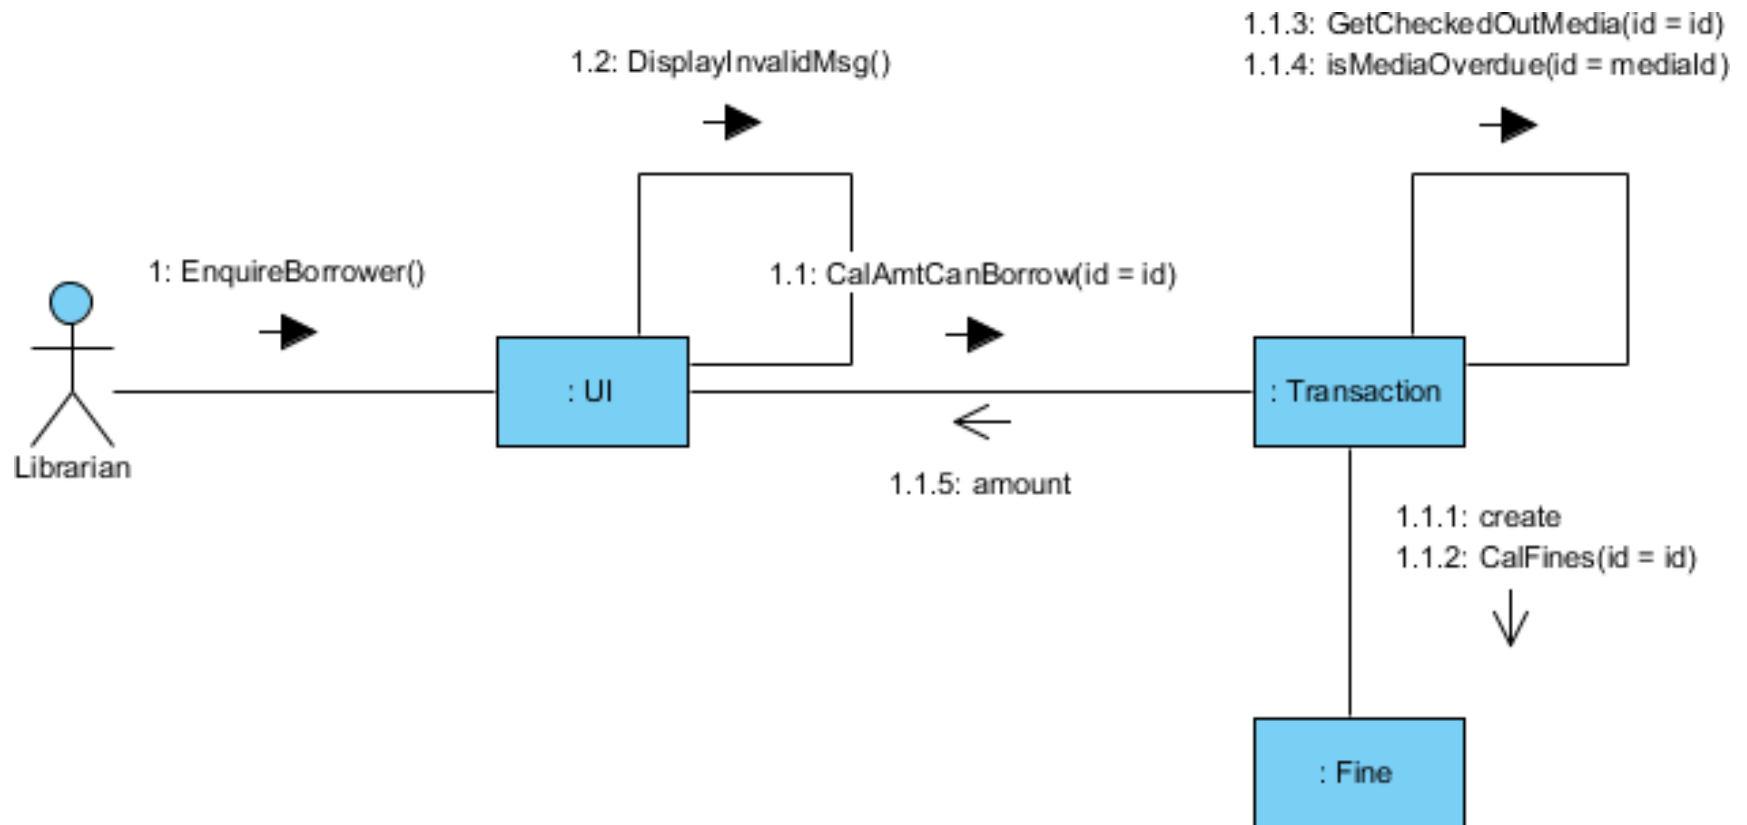 1.1.3: GetCheckedOutMedia(id = id)
1.2: DisplayInvalidMsg()
1.1.4: isMediaOverdue(id = mediaId)
1: EnquireBorrower()
1.1: CalAmtCanBorrow(id = id)
: UI
: Transaction
Librarian
1.1.5: amount
1.1.1: create
1.1.2: CalFines(id = id)
: Fine